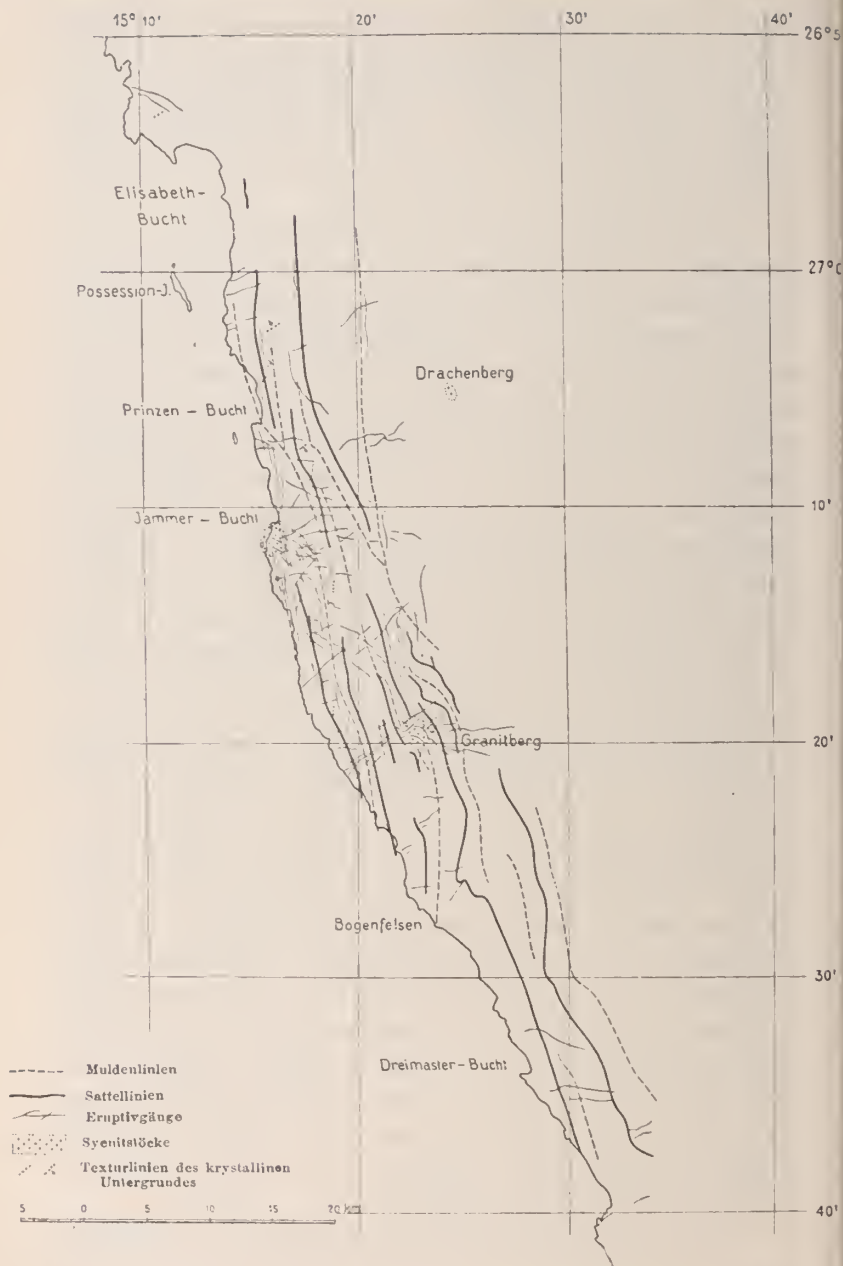 15° 10' 20' 30' 40'
26°S
Elisabeth-
Bucht
27°
Possession-J.
Drachenberg
Prinzen - Bucht
10'
Jammer - Bucht
20'
Granitberg
Bogenfelsen
30'
Dreimaster-Bucht
Muldenlinien
Sattellinien
Eruptivgänge
Syenitstöcke
Texturlinien des krystallinen
Untergrundes
5 0 5 10 15 20 km
40'